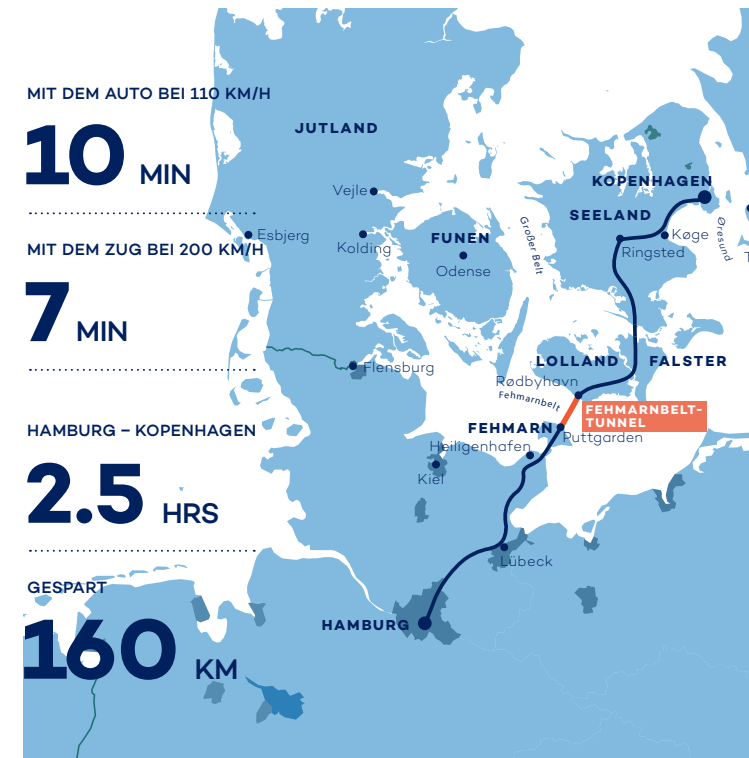 MIT DEM AUTO BEI 110 KM/H
10 MIN
MIT DEM ZUG BEI 200 KM/H
7 MIN
HAMBURG – KOPENHAGEN
2.5 HRS
GESPART
160 KM
JUTLAND
Vejle
Esbjerg
Kolding
FUNEN
Odense
Großer Belt
KOPENHAGEN
SEELAND
Køge
Ringsted
Øresund
T
Flensburg
LOLLAND
FALSTER
Rødbyhavn
Fehmarnbelt
FEHMARNBELT-
TUNNEL
FEHMARN
Puttgarden
Heiligenhafen
Kiel
Lübeck
HAMBURG